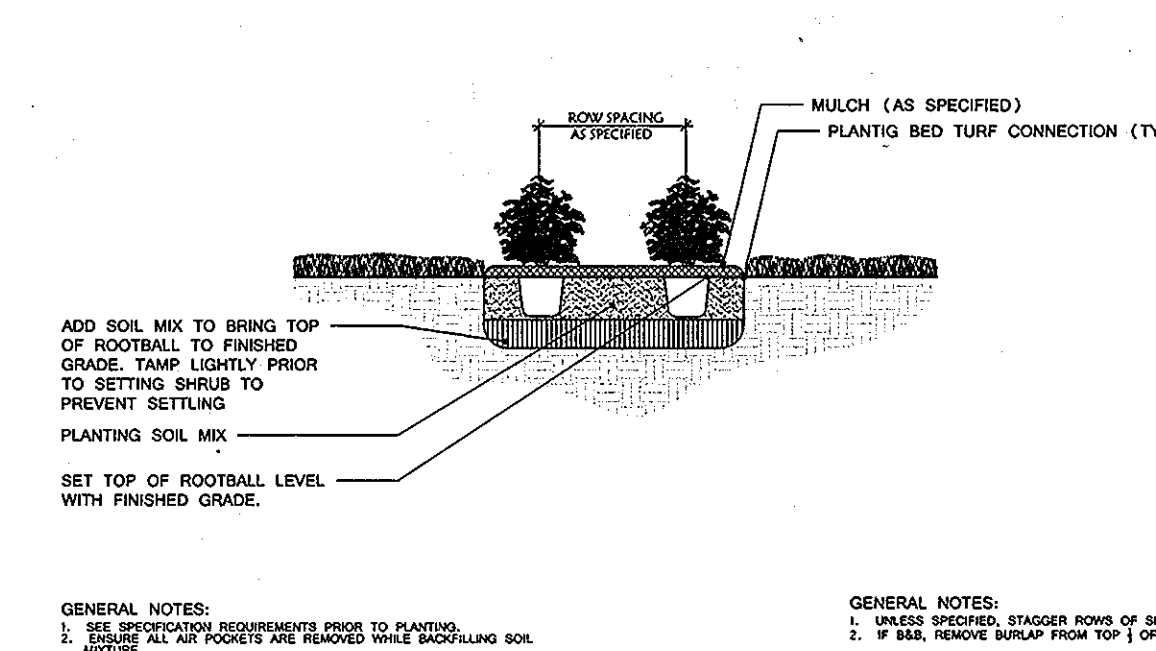 ROW SPACING
AS SPECIFIED
MULCH (AS SPECIFIED)
PLANTIG BED TURF CONNECTION (TY
ADD SOIL MIX TO BRING TOP
OF ROOTBALL TO FINISHED
GRADE. TAMP LIGHTLY PRIOR
TO SETTING SHRUB TO
PREVENT SETTLING
PLANTING SOIL MIX
SET TOP OF ROOTBALL LEVEL
WITH FINISHED GRADE.
GENERAL NOTES:
1. SEE SPECIFICATION REQUIREMENTS PRIOR TO PLANTING.
2. ENSURE ALL AIR POCKETS ARE REMOVED WHILE BACKFILLING SOIL
MIXTURE
GENERAL NOTES:
1. UNLESS SPECIFIED, STAGGER ROWS OF
2. IF B&B, REMOVE BURLAP FROM TOP